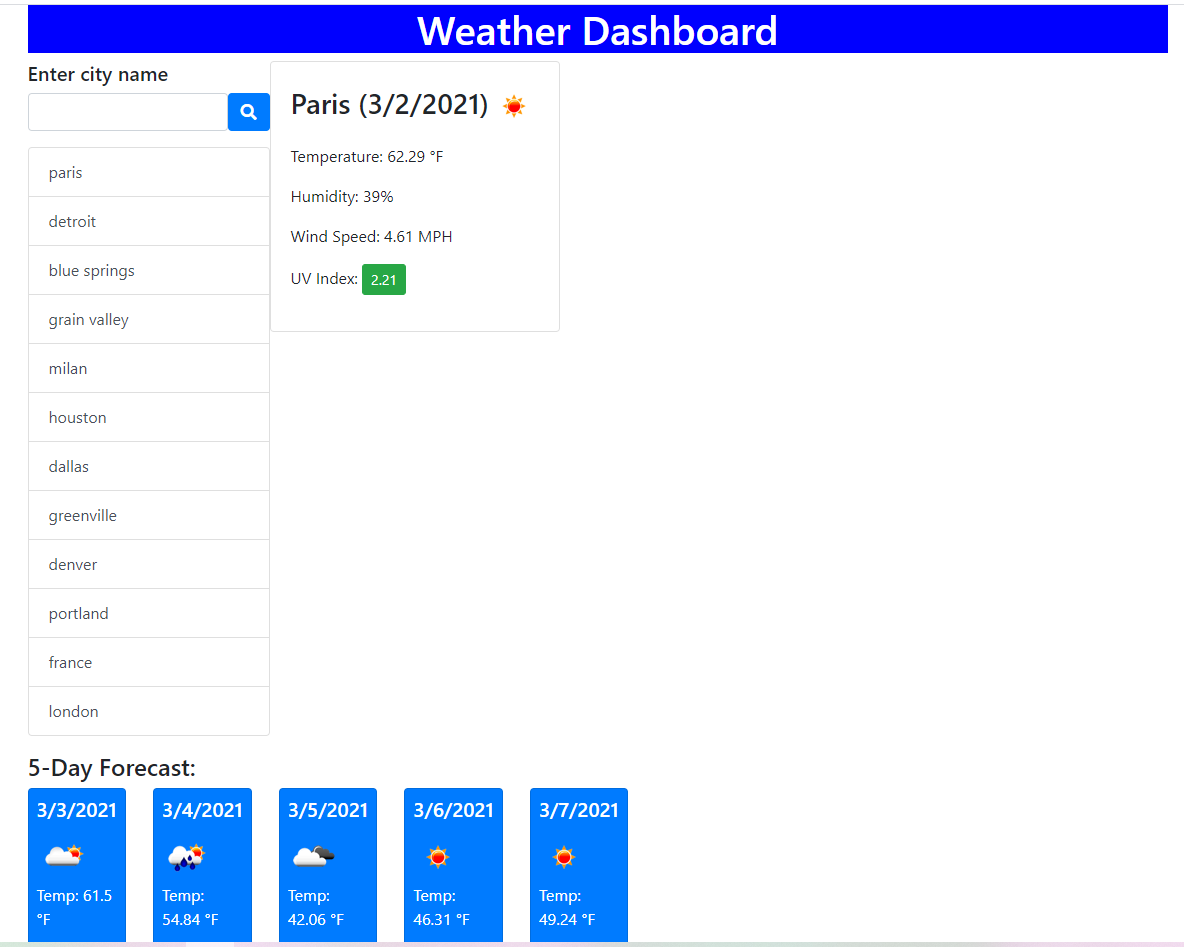 Weather Dashboard
Enter city name
paris
detroit
blue springs
grain valley
milan
houston
dallas
greenville
denver
portland
france
london
Paris (3/2/2021)
Temperature: 62.29 °F
Humidity: 39%
Wind Speed: 4.61 MPH
UV Index: 2.21
5-Day Forecast:
3/3/2021
Temp: 61.5
°F
3/4/2021
Temp:
54.84 °F
3/5/2021
Temp:
42.06 °F
3/6/2021
Temp:
46.31 °F
3/7/2021
Temp:
49.24 °F